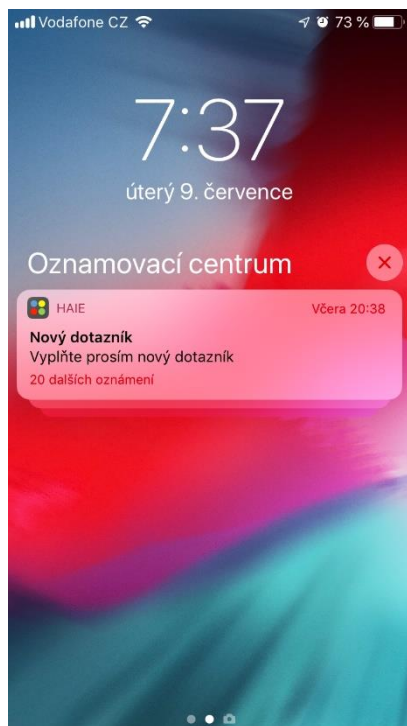 Vodafone CZ 73 %
7:37
úterý 9. července
Oznamovací centrum
HAIE Včera 20:38
Nový dotazník
Vyplňte prosím nový dotazník
20 dalších oznámení